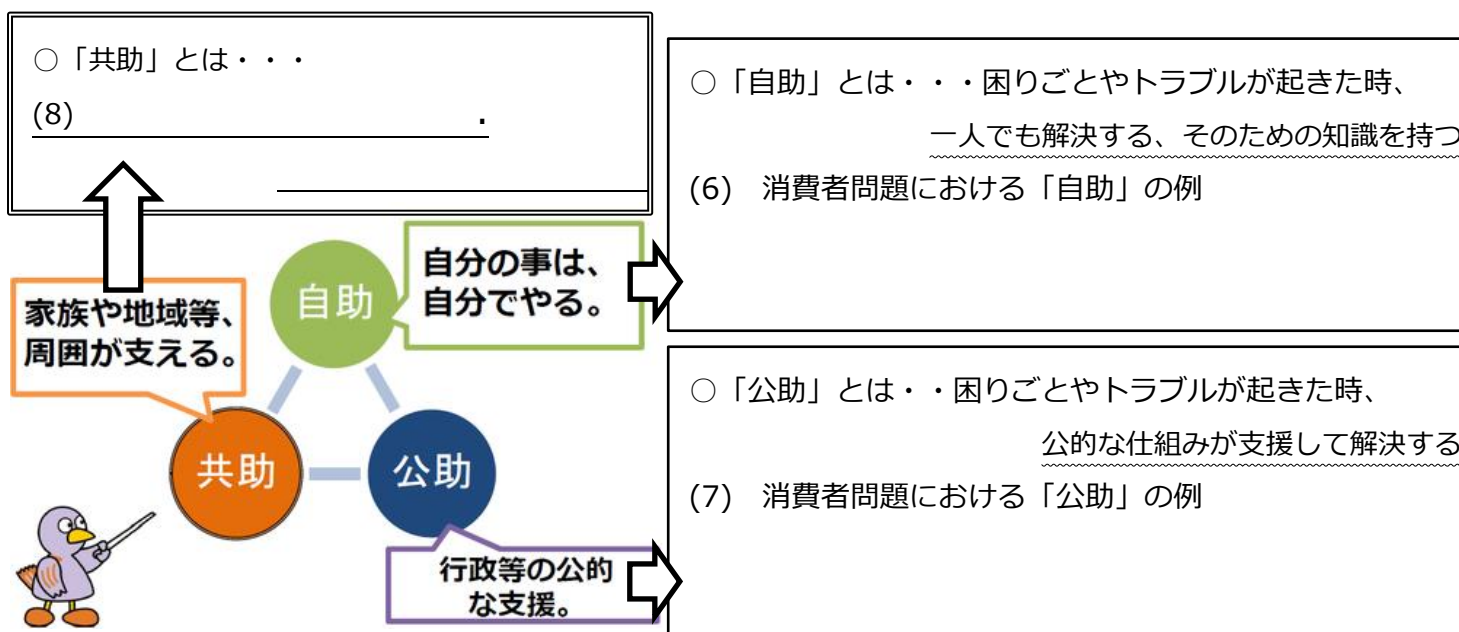 ○「共助」とは・・・
(8) .
○「自助」とは・・・困りごとやトラブルが起きた時、
一人でも解決する、そのための知識を持つ
(6) 消費者問題における「自助」の例
自助
自分の事は、
自分でやる。
家族や地域等、
周囲が支える。
共助
公助
行政等の公的
な支援。
○「公助」とは・・困りごとやトラブルが起きた時、
公的な仕組みが支援して解決する
(7) 消費者問題における「公助」の例